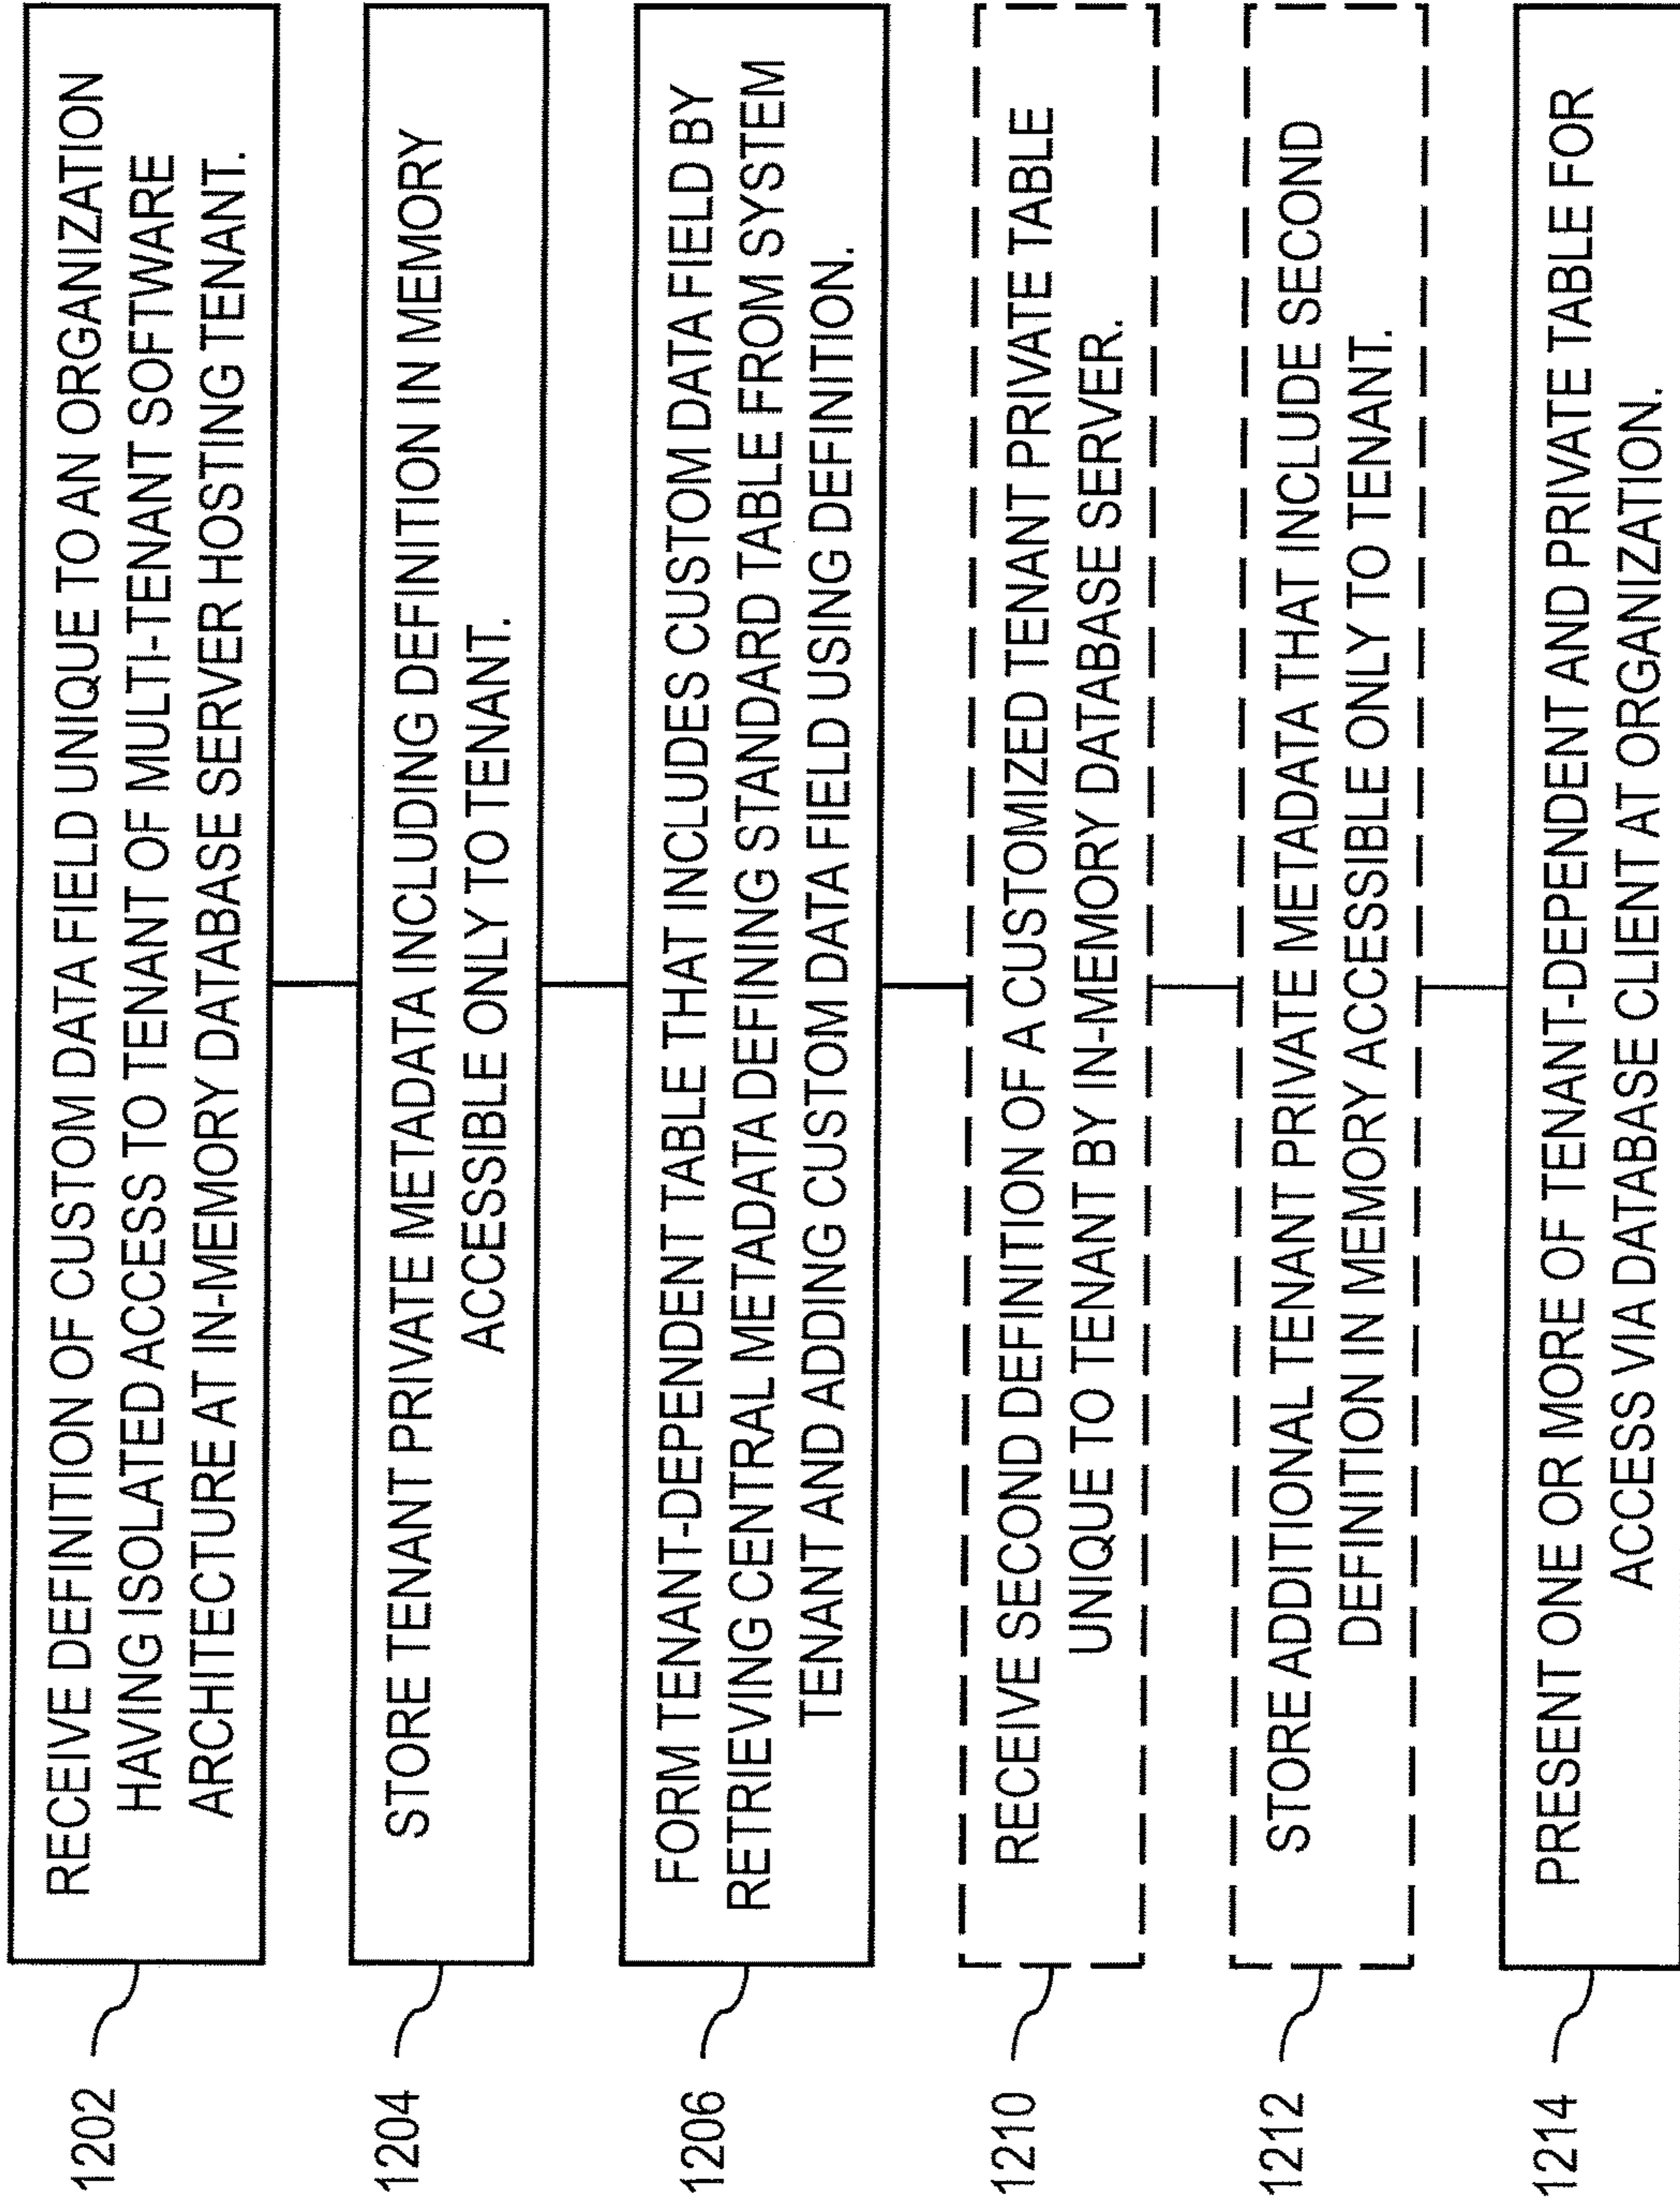 1202
RECEIVE DEFINITION OF CUSTOM DATA FIELD UNIQUE TO AN ORGANIZATION
HAVING ISOLATED ACCESS TO TENANT OF MULTI-TENANT SOFTWARE
ARCHITECTURE AT IN-MEMORY DATABASE SERVER HOSTING TENANT.
1204
STORE TENANT PRIVATE METADATA INCLUDING DEFINITION IN MEMORY
ACCESSIBLE ONLY TO TENANT.
1206
FORM TENANT-DEPENDENT TABLE THAT INCLUDES CUSTOM DATA FIELD BY
RETRIEVING CENTRAL METADATA DEFINING STANDARD TABLE FROM SYSTEM
TENANT AND ADDING CUSTOM DATA FIELD USING DEFINITION.
1210
RECEIVE SECOND DEFINITION OF A CUSTOMIZED TENANT PRIVATE TABLE
UNIQUE TO TENANT BY IN-MEMORY DATABASE SERVER.
1212
STORE ADDITIONAL TENANT PRIVATE METADATA THAT INCLUDE SECOND
DEFINITION IN MEMORY ACCESSIBLE ONLY TO TENANT.
1214
PRESENT ONE OR MORE OF TENANT-DEPENDENT AND PRIVATE TABLE FOR
ACCESS VIA DATABASE CLIENT AT ORGANIZATION.